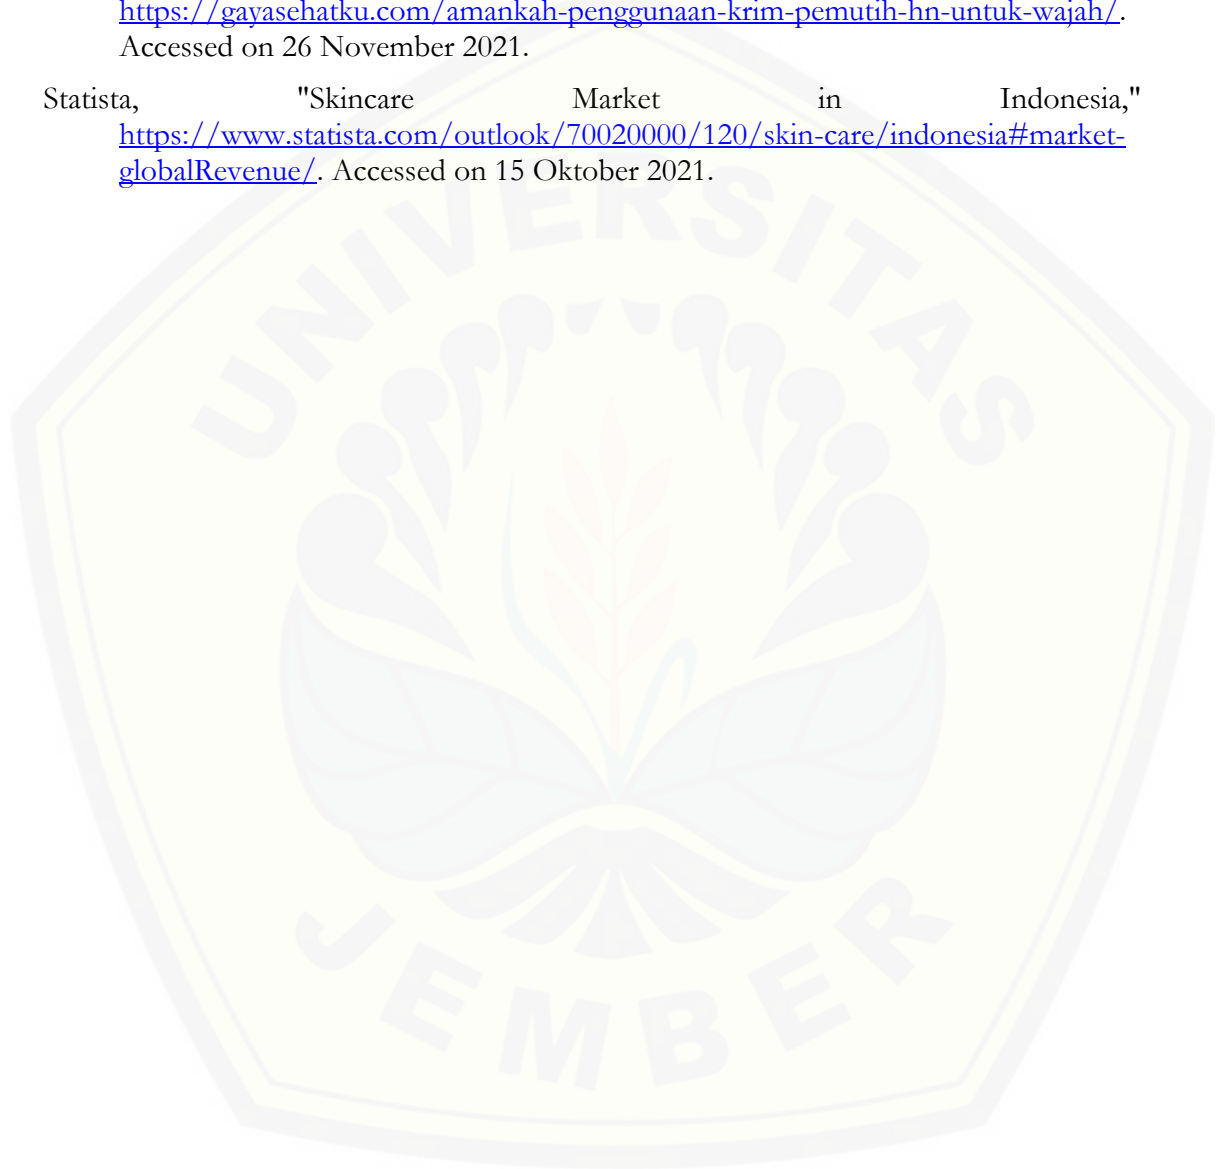 https://gayasehatku.com/amankah-penggunaan-krim-pemutih-hn-untuk-wajah/.
Accessed on 26 November 2021.
Statista, "Skincare Market in Indonesia,"
https://www.statista.com/outlook/70020000/120/skin-care/indonesia#market-
globalRevenue/. Accessed on 15 Oktober 2021.
UNIVERSITAS
JEMBER